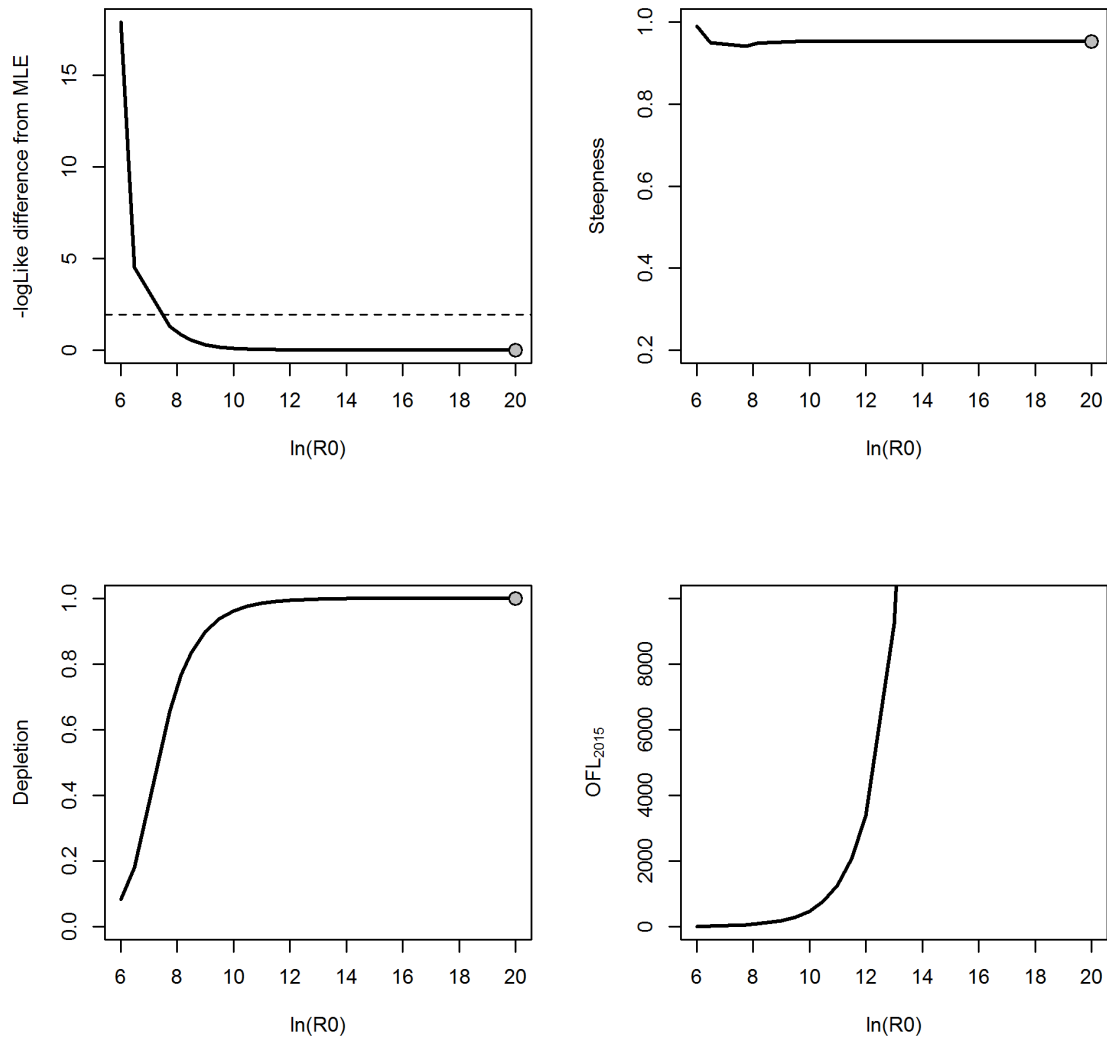 -logLike difference from MLE
0 5 10 15
6 8 10 12 14 16 18 20
ln(R0)
Steepness
0.2 0.4 0.6 0.8 1.0
6 8 10 12 14 16 18 20
ln(R0)
Depletion
0.0 0.2 0.4 0.6 0.8 1.0
6 8 10 12 14 16 18 20
ln(R0)
OFL2015
0 2000 4000 6000 8000
6 8 10 12 14 16 18 20
ln(R0)